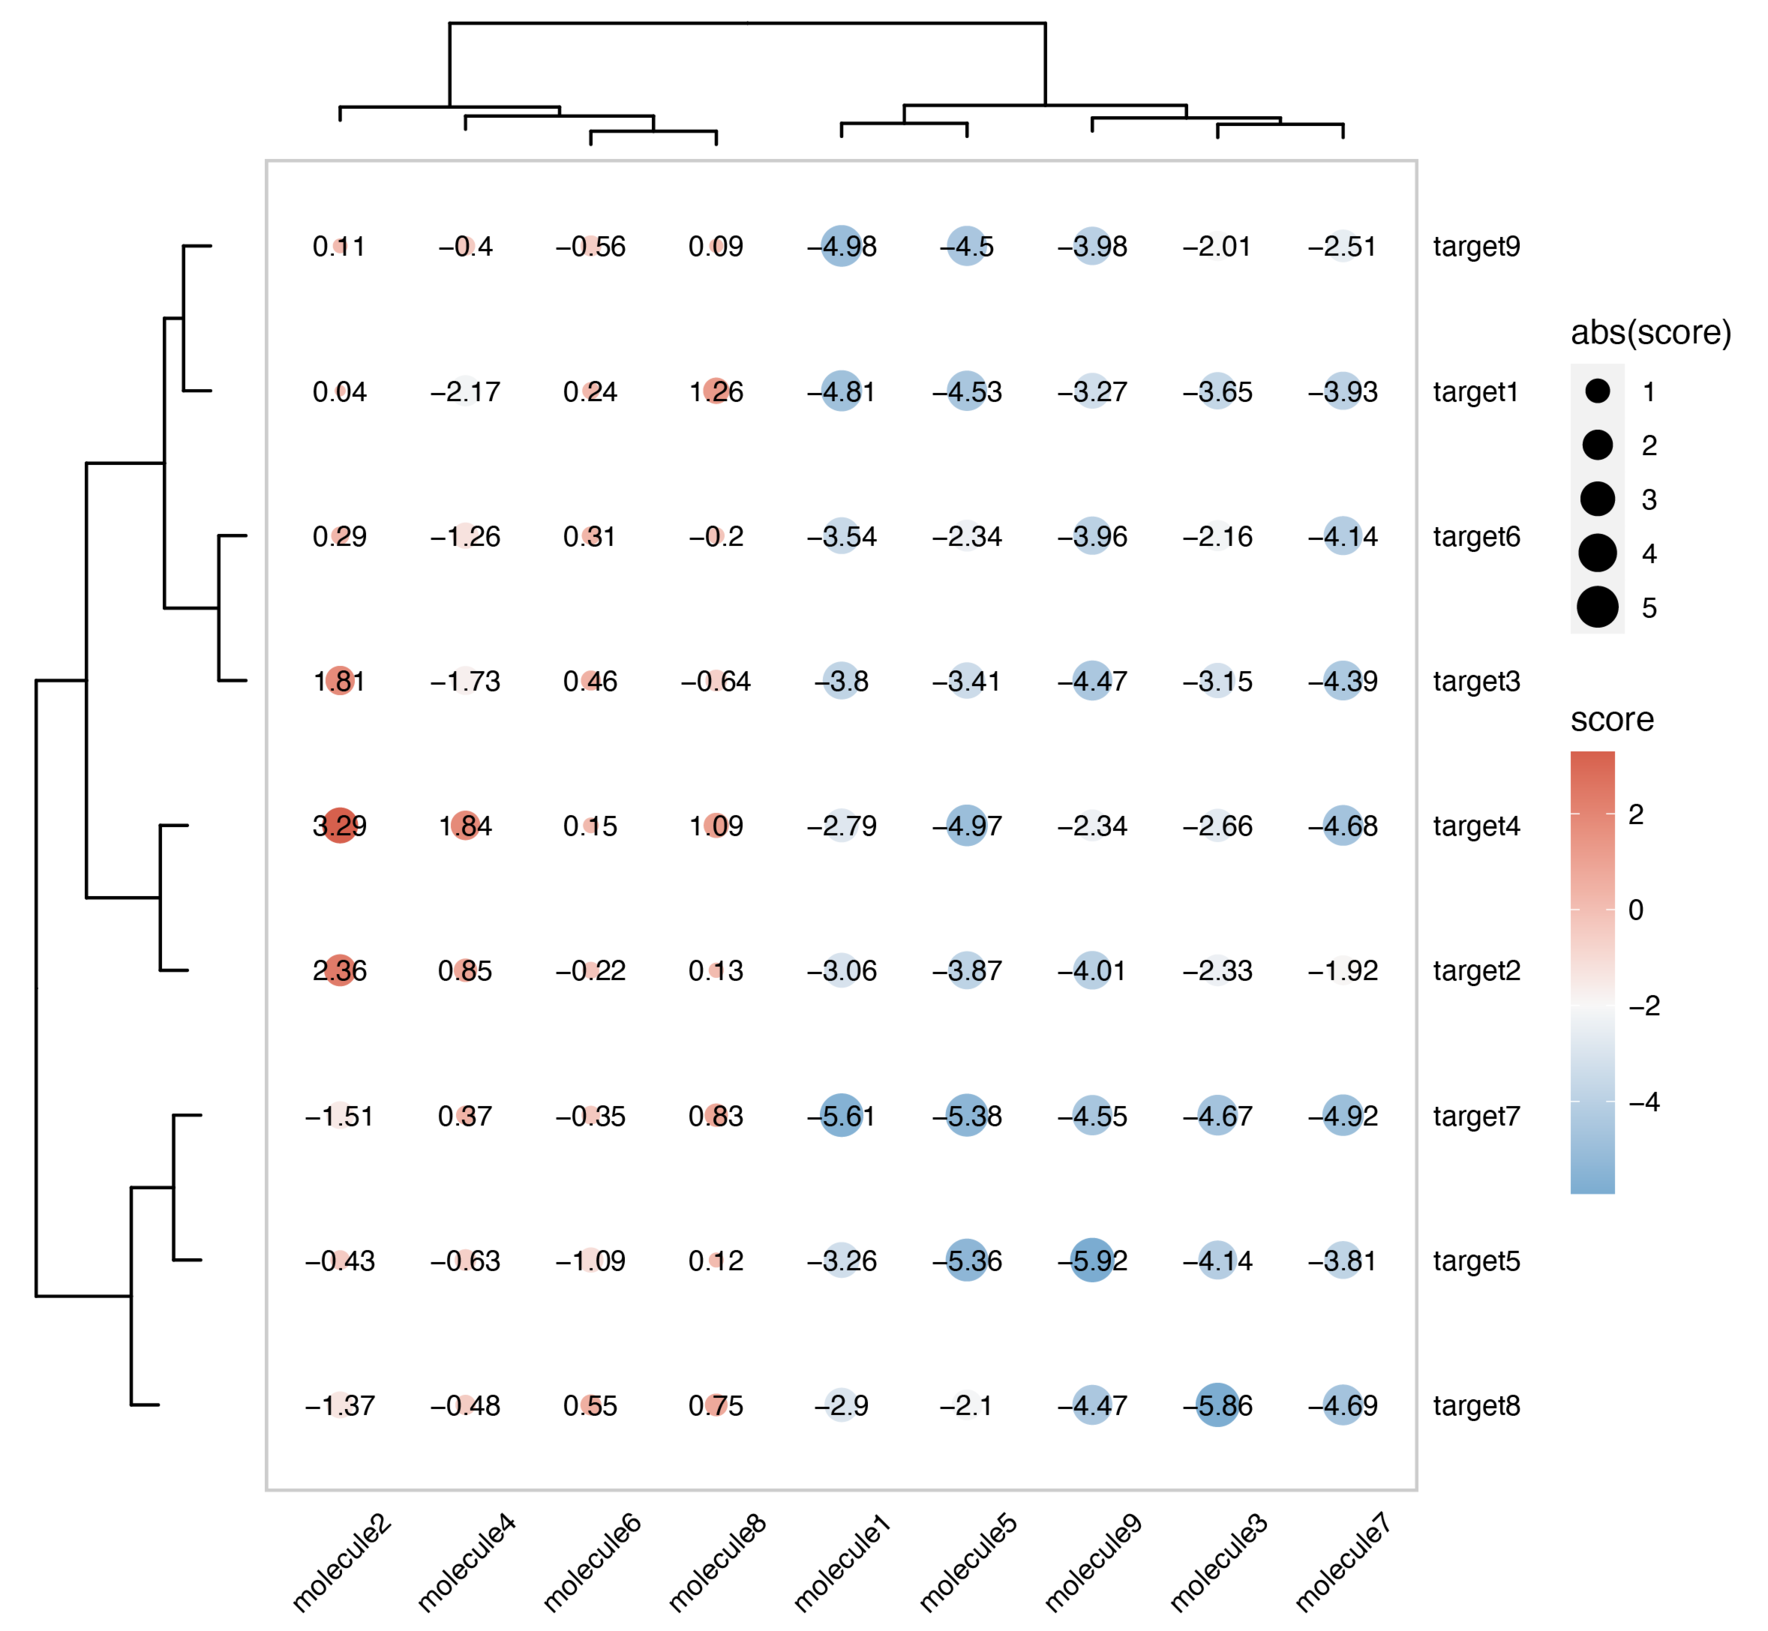 0.11 −0.4 −0.56 0.09 −4.98 −4.5 −3.98 −2.01 −2.51 target9
0.04 −2.17 0.24 1.26 −4.81 −4.53 −3.27 −3.65 −3.93 target1
0.29 −1.26 0.31 −0.2 −3.54 −2.34 −3.96 −2.16 −4.14 target6
1.81 −1.73 0.46 −0.64 −3.8 −3.41 −4.47 −3.15 −4.39 target3
3.29 1.84 0.15 1.09 −2.79 −4.97 −2.34 −2.66 −4.68 target4
2.36 0.85 −0.22 0.13 −3.06 −3.87 −4.01 −2.33 −1.92 target2
−1.51 0.37 −0.35 0.83 −5.61 −5.38 −4.55 −4.67 −4.92 target7
−0.43 −0.63 −1.09 0.12 −3.26 −5.36 −5.92 −4.14 −3.81 target5
−1.37 −0.48 0.55 0.75 −2.9 −2.1 −4.47 −5.86 −4.69 target8
molecule2 molecule4 molecule6 molecule8 molecule1 molecule5 molecule9 molecule3 molecule7
abs(score)
1
2
3
4
5
score
2
0
−2
−4